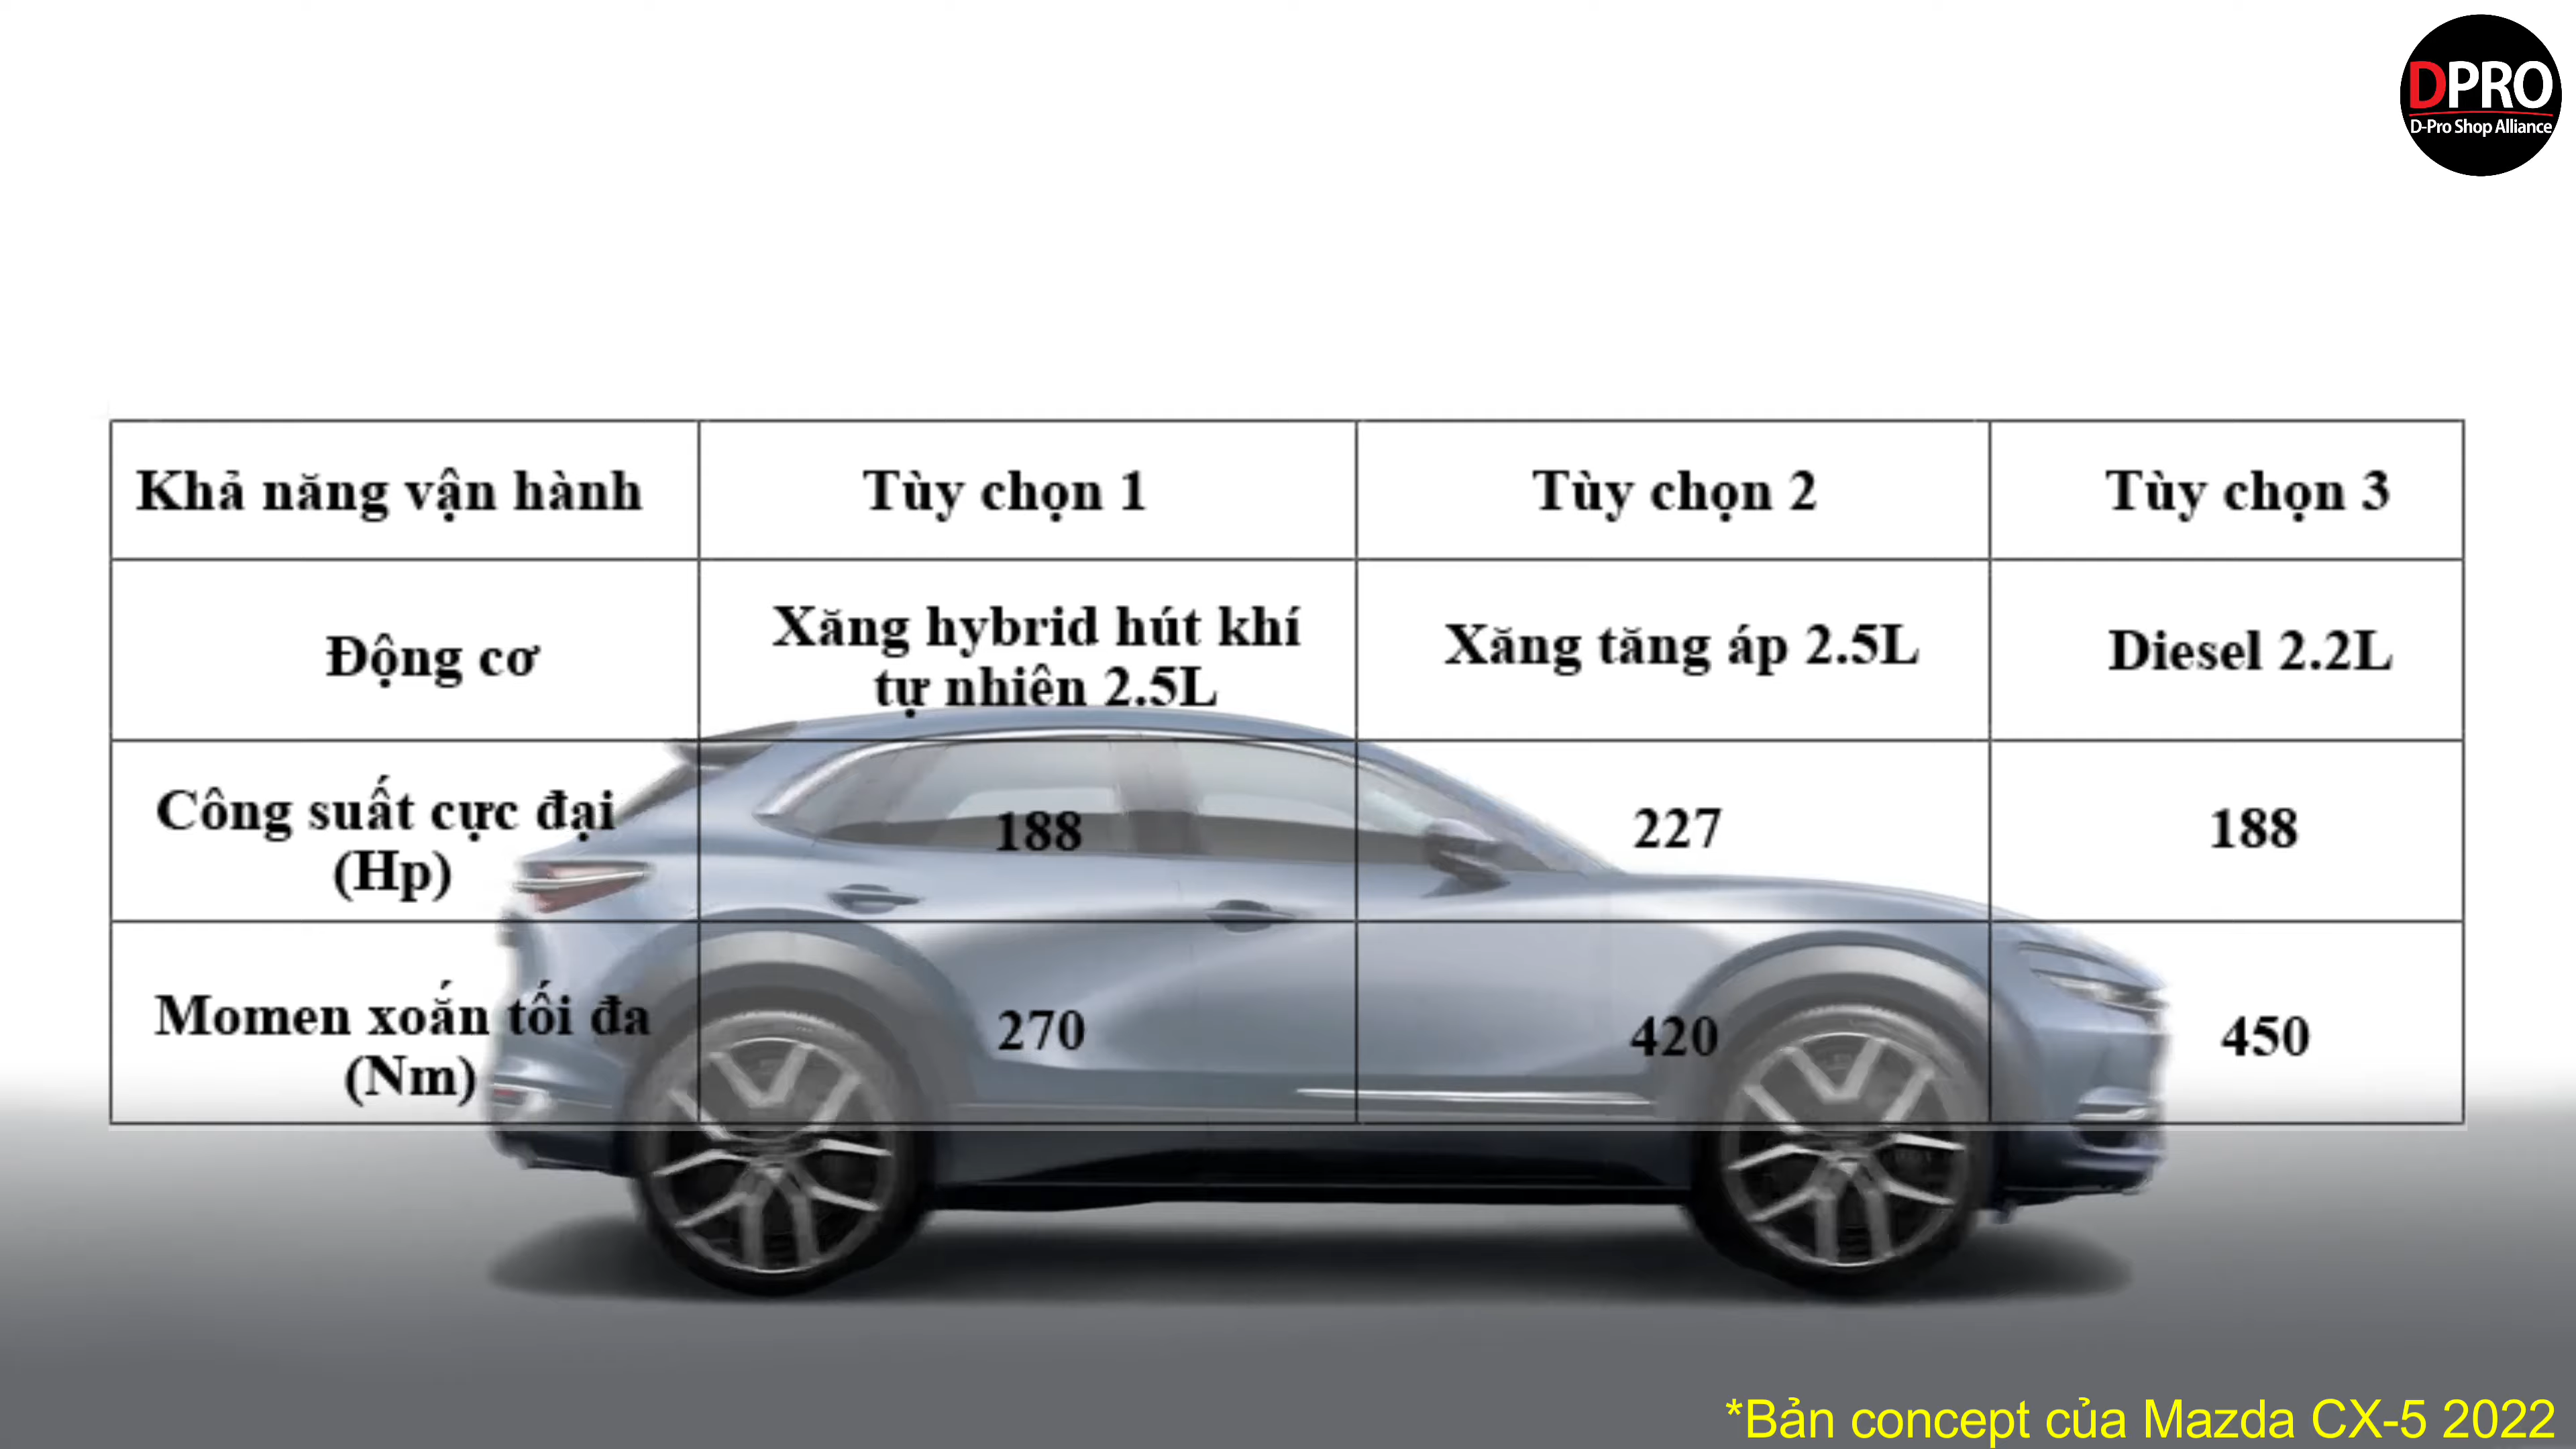 DPRO
D-Pro Shop Alliance
Khả năng vận hành Tùy chọn 1 Tùy chọn 2 Tùy chọn 3
Động cơ
Xăng hybrid hút khí
tự nhiên 2.5L
Xăng tăng áp 2.5L
Diesel 2.2L
Công suất cực đại
(Hp)
188 227 188
Momen xoắn tối đa
(Nm)
270 420 450
*Bản concept của Mazda CX-5 2022